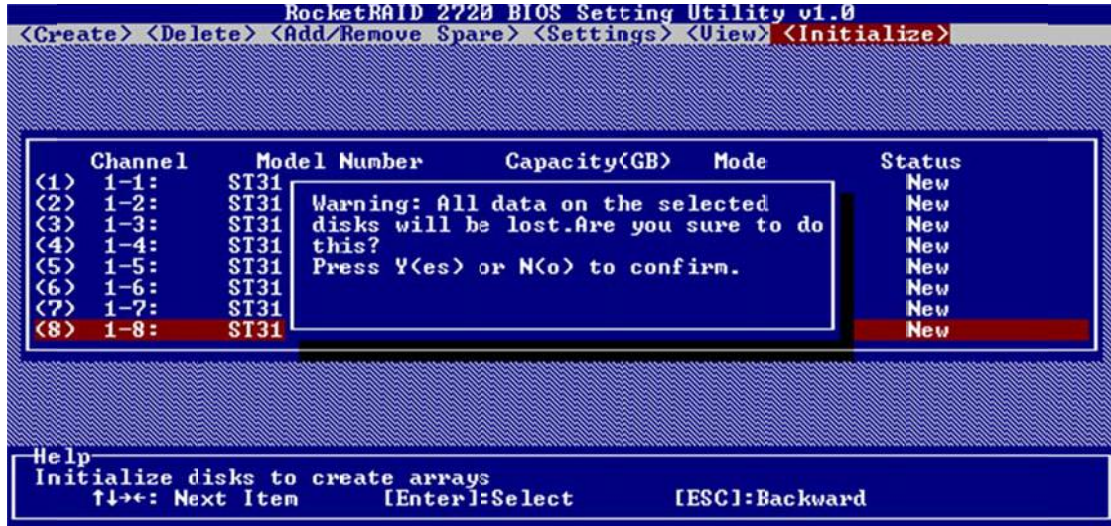 RocketRAID 2720 BIOS Setting Utility v1.0
<Create> <Delete> <Add/Remove Spare> <Settings> <View> <Initialize>
Channel Model Number Capacity(GB) Mode Status
(1) 1-1: ST31 New
(2) 1-2: ST31 New
(3) 1-3: ST31 New
(4) 1-4: ST31 New
(5) 1-5: ST31 New
(6) 1-6: ST31 New
(7) 1-7: ST31 New
(8) 1-8: ST31 New
Warning: All data on the selected
disks will be lost.Are you sure to do
this?
Press Y(es) or N(o) to confirm.
Help
Initialize disks to create arrays
↑↓→←: Next Item [Enter]:Select [ESC]:Backward